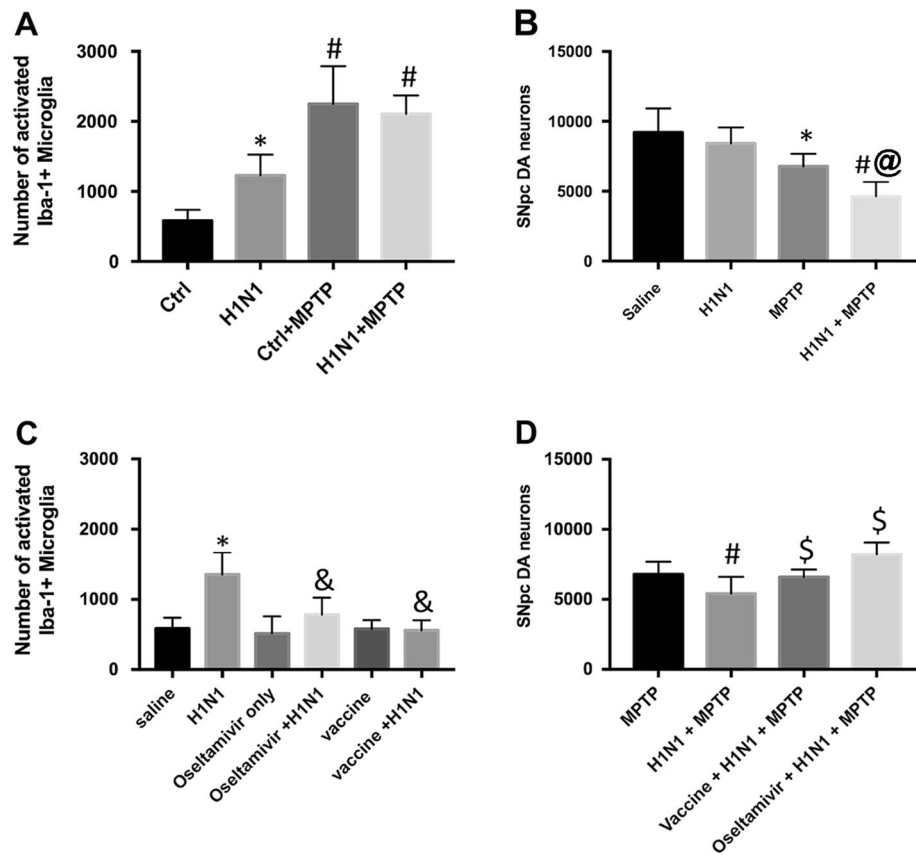 A
Number of activated
Iba-1+ Microglia
3000
2000
1000
0
*
#
#
Ctrl
H1N1
Ctrl+MPTP
H1N1+MPTP
B
SNpc DA neurons
15000
10000
5000
0
*
#@
Saline
H1N1
MPTP
H1N1 + MPTP
C
Number of activated
Iba-1+ Microglia
3000
2000
1000
0
*
&
&
saline
H1N1
Oseltamivir only
Oseltamivir +H1N1
vaccine
vaccine +H1N1
D
SNpc DA neurons
15000
10000
5000
0
#
$
$
MPTP
H1N1 + MPTP
Vaccine + H1N1 + MPTP
Oseltamivir + H1N1 + MPTP